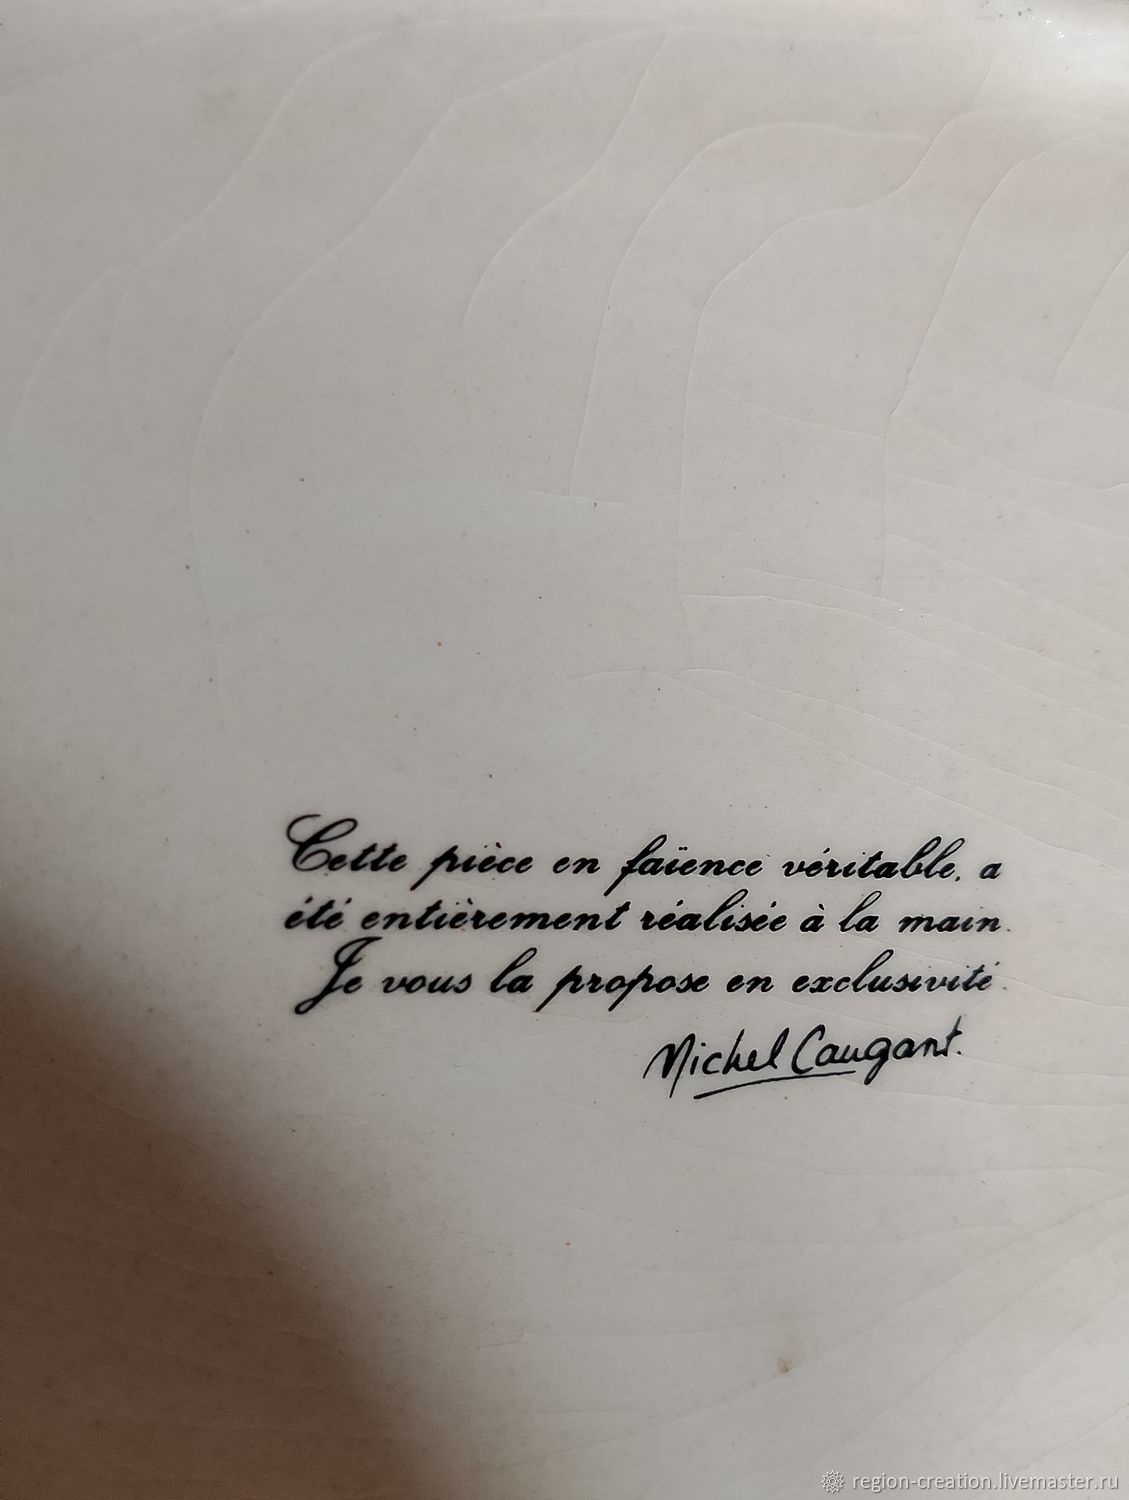 Cette pièce en faïence véritable, a
été entièrement réalisée à la main.
Je vous la propose en exclusivité.
Michel Caugant.
region-creation.livemaster.ru